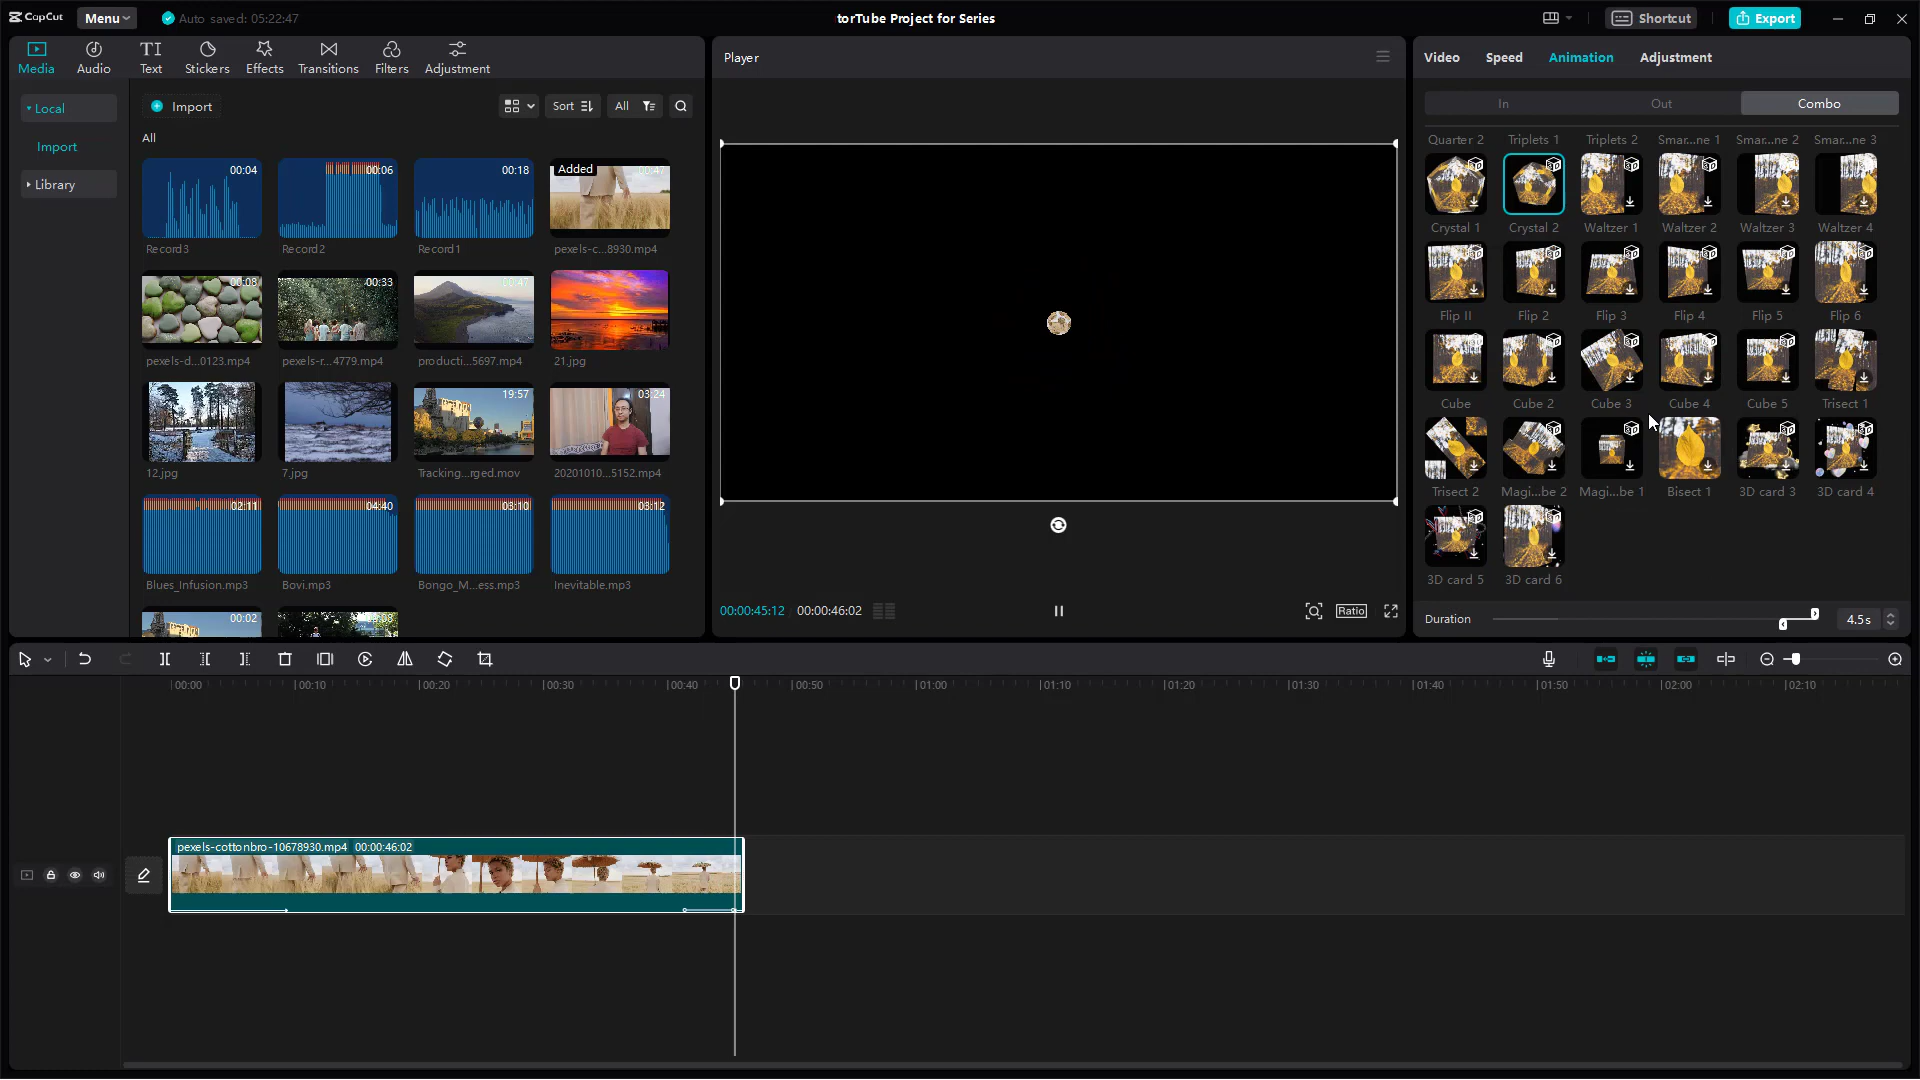 CapCut
Menu
Auto saved: 05:22:47
torTube Project for Series
Shortcut
Export
Media
Audio
TI
Text
Stickers
Effects
Transitions
Filters
Adjustment
Local
Import
Library
Import
Sort
All
All
00:04
Record3
00:06
Record2
00:18
Record1
Added
00:47
pexels-c...8930.mp4
00:08
pexels-d...0123.mp4
00:33
pexels-r...4779.mp4
00:47
producti...5697.mp4
21.jpg
12.jpg
7.jpg
19:57
Tracking...rged.mov
03:24
20201010...5152.mp4
02:11
Blues_Infusion.mp3
04:40
Bovi.mp3
03:10
Bongo_M...ess.mp3
03:12
Inevitable.mp3
00:02
Player
00:00:45:12
00:00:46:02
Ratio
Video
Speed
Animation
Adjustment
In
Out
Combo
Quarter 2
Triplets 1
Triplets 2
Smar...ne 1
Smar...ne 2
Smar...ne 3
Crystal 1
Crystal 2
Waltzer 1
Waltzer 2
Waltzer 3
Waltzer 4
Flip II
Flip 2
Flip 3
Flip 4
Flip 5
Flip 6
Cube
Cube 2
Cube 3
Cube 4
Cube 5
Trisect 1
Trisect 2
Magi...be 2
Magi...be 1
Bisect 1
3D card 3
3D card 4
3D card 5
3D card 6
Duration
4.5s
00:00
00:10
00:20
00:30
00:40
00:50
01:00
01:10
01:20
01:30
01:40
01:50
02:00
02:10
pexels-cottonbro-10678930.mp4 00:00:46:02